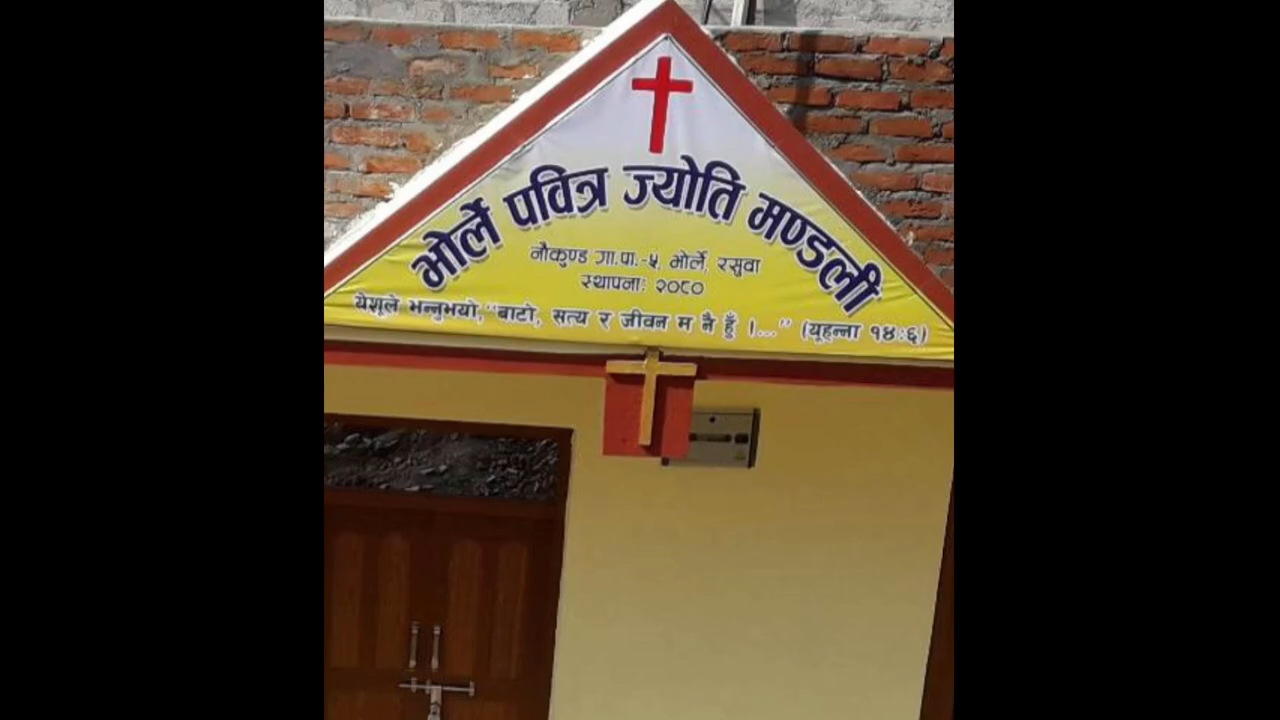 भोर्ले पवित्र ज्योति मण्डली
नौकुण्ड गा.पा.-५, भोर्ले, रसुवा
स्थापना: २०८०
येशूले भन्नुभयो, "बाटो, सत्य र जीवन म नै हुँ ।..." (यूहन्ना १४:६)